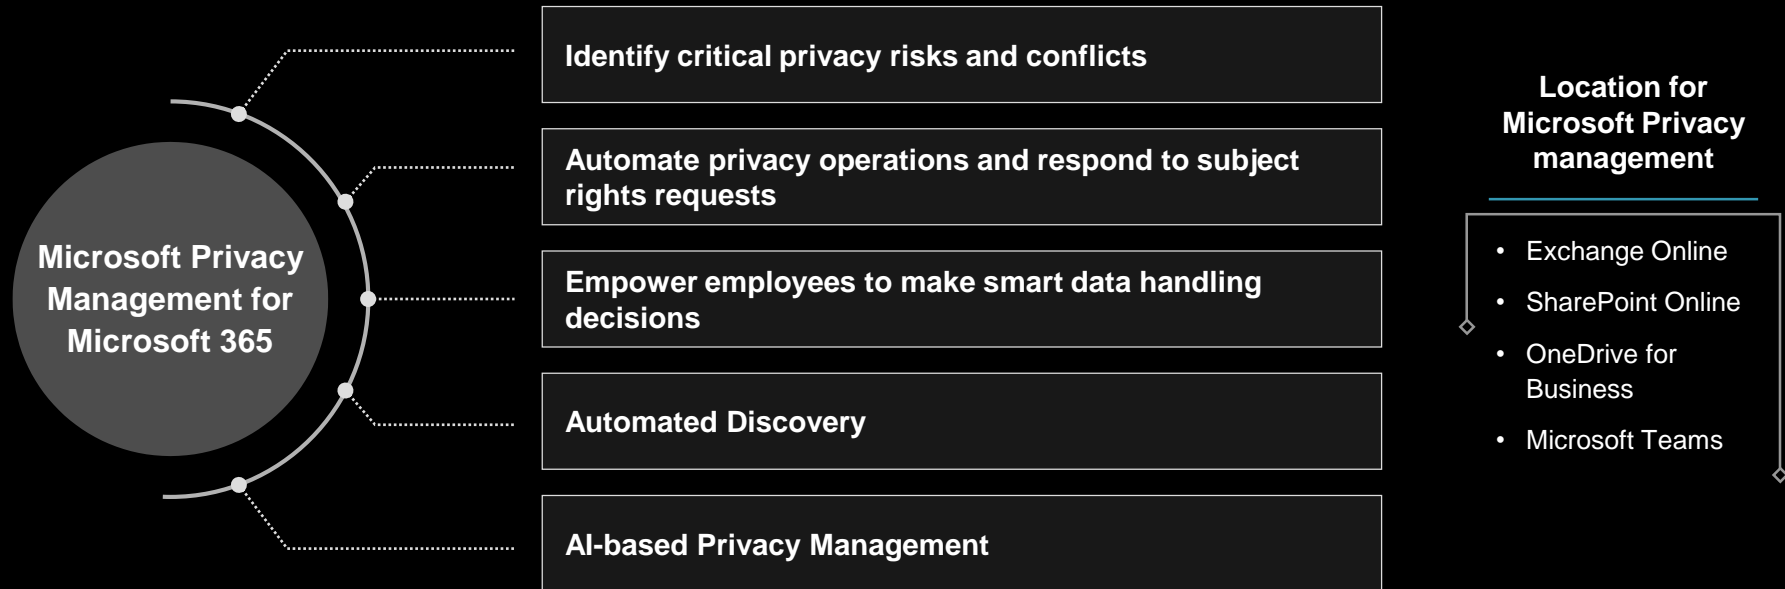 Microsoft Privacy
Management for
Microsoft 365
Identify critical privacy risks and conflicts
Automate privacy operations and respond to subject
rights requests
Empower employees to make smart data handling
decisions
Automated Discovery
AI-based Privacy Management
Location for
Microsoft Privacy
management
• Exchange Online
• SharePoint Online
• OneDrive for
Business
• Microsoft Teams